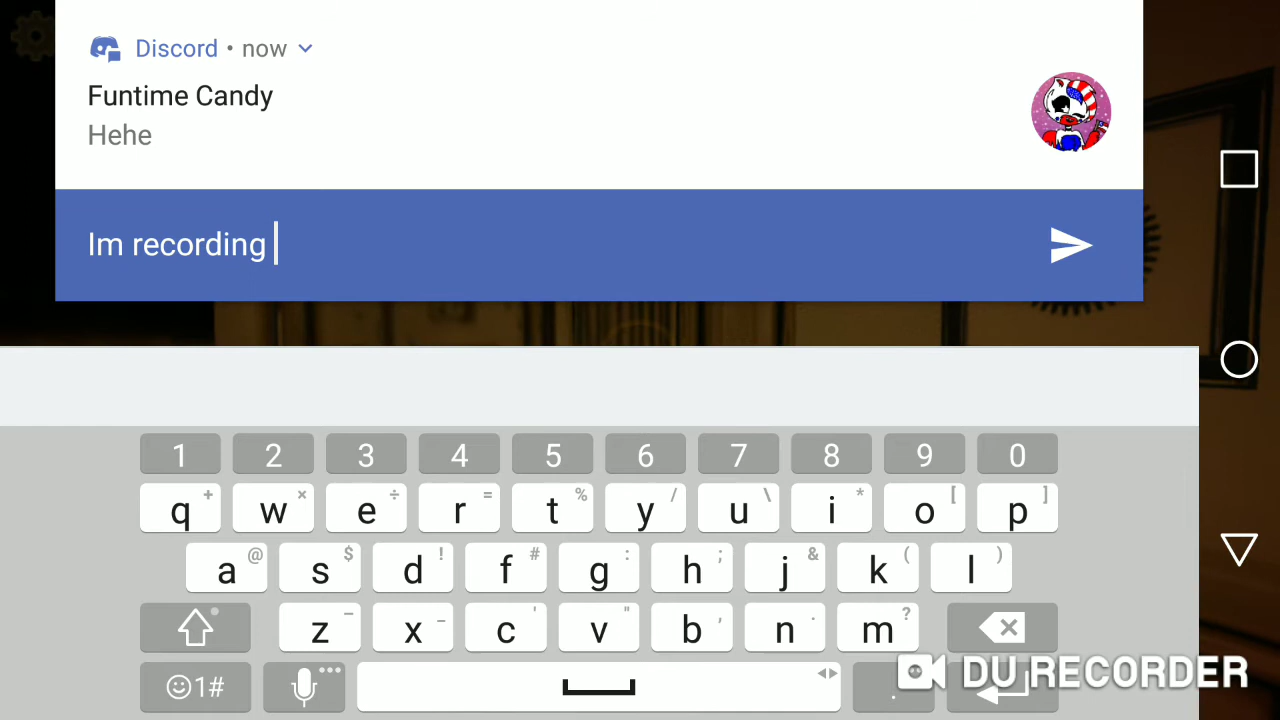 Discord • now
Funtime Candy
Hehe
Im recording
1 2 3 4 5 6 7 8 9 0
q + w × e ÷ r = t % y / u \ i * o [ p ]
a @ s $ d ! f # g : h ; j & k ( l )
z – x _ c ' v " b , n . m ?
1# .
DU RECORDER